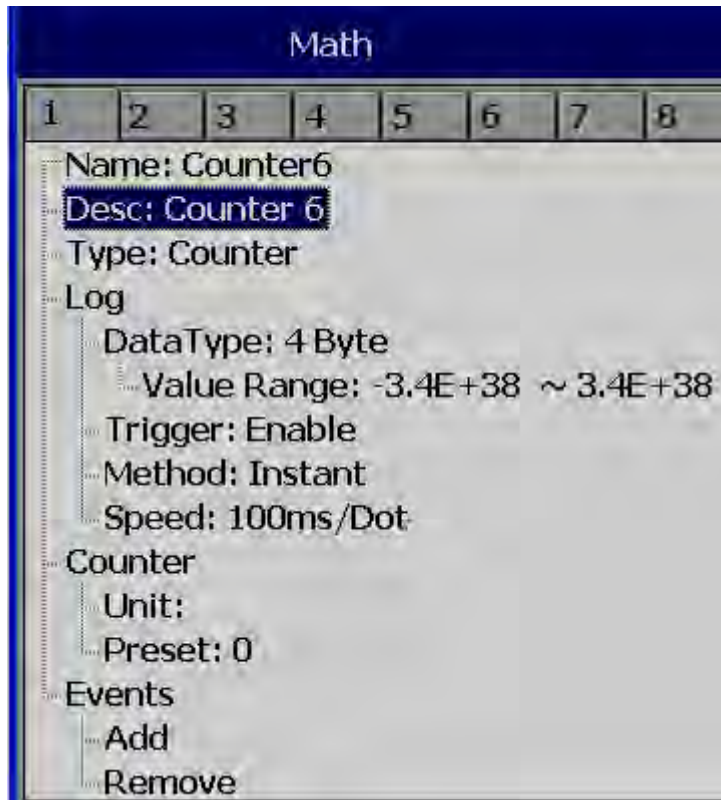 Math
1 2 3 4 5 6 7 8
Name: Counter6
Desc: Counter 6
Type: Counter
Log
DataType: 4 Byte
Value Range: -3.4E+38 ~ 3.4E+38
Trigger: Enable
Method: Instant
Speed: 100ms/Dot
Counter
Unit:
Preset: 0
Events
Add
Remove